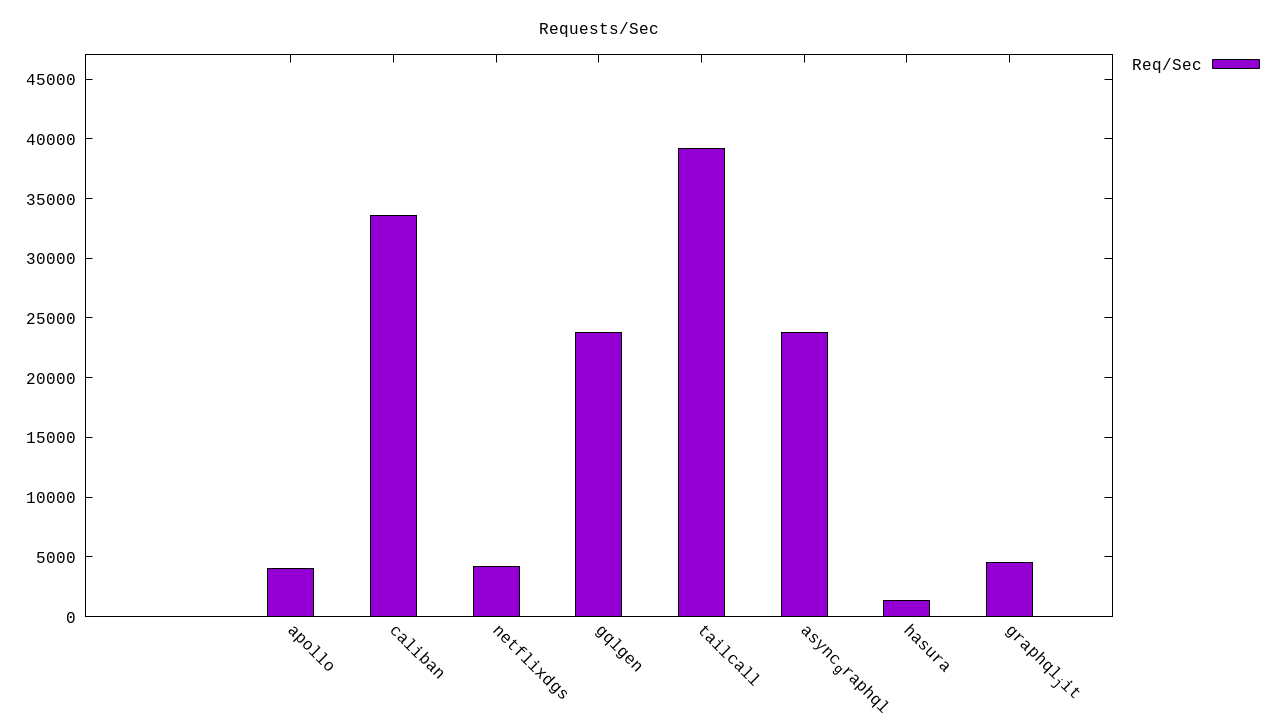 Requests/Sec
Req/Sec
45000
40000
35000
30000
25000
20000
15000
10000
5000
0
apollo
caliban
netflixdgs
gqlgen
tailcall
async_graphql
hasura
graphql_jit